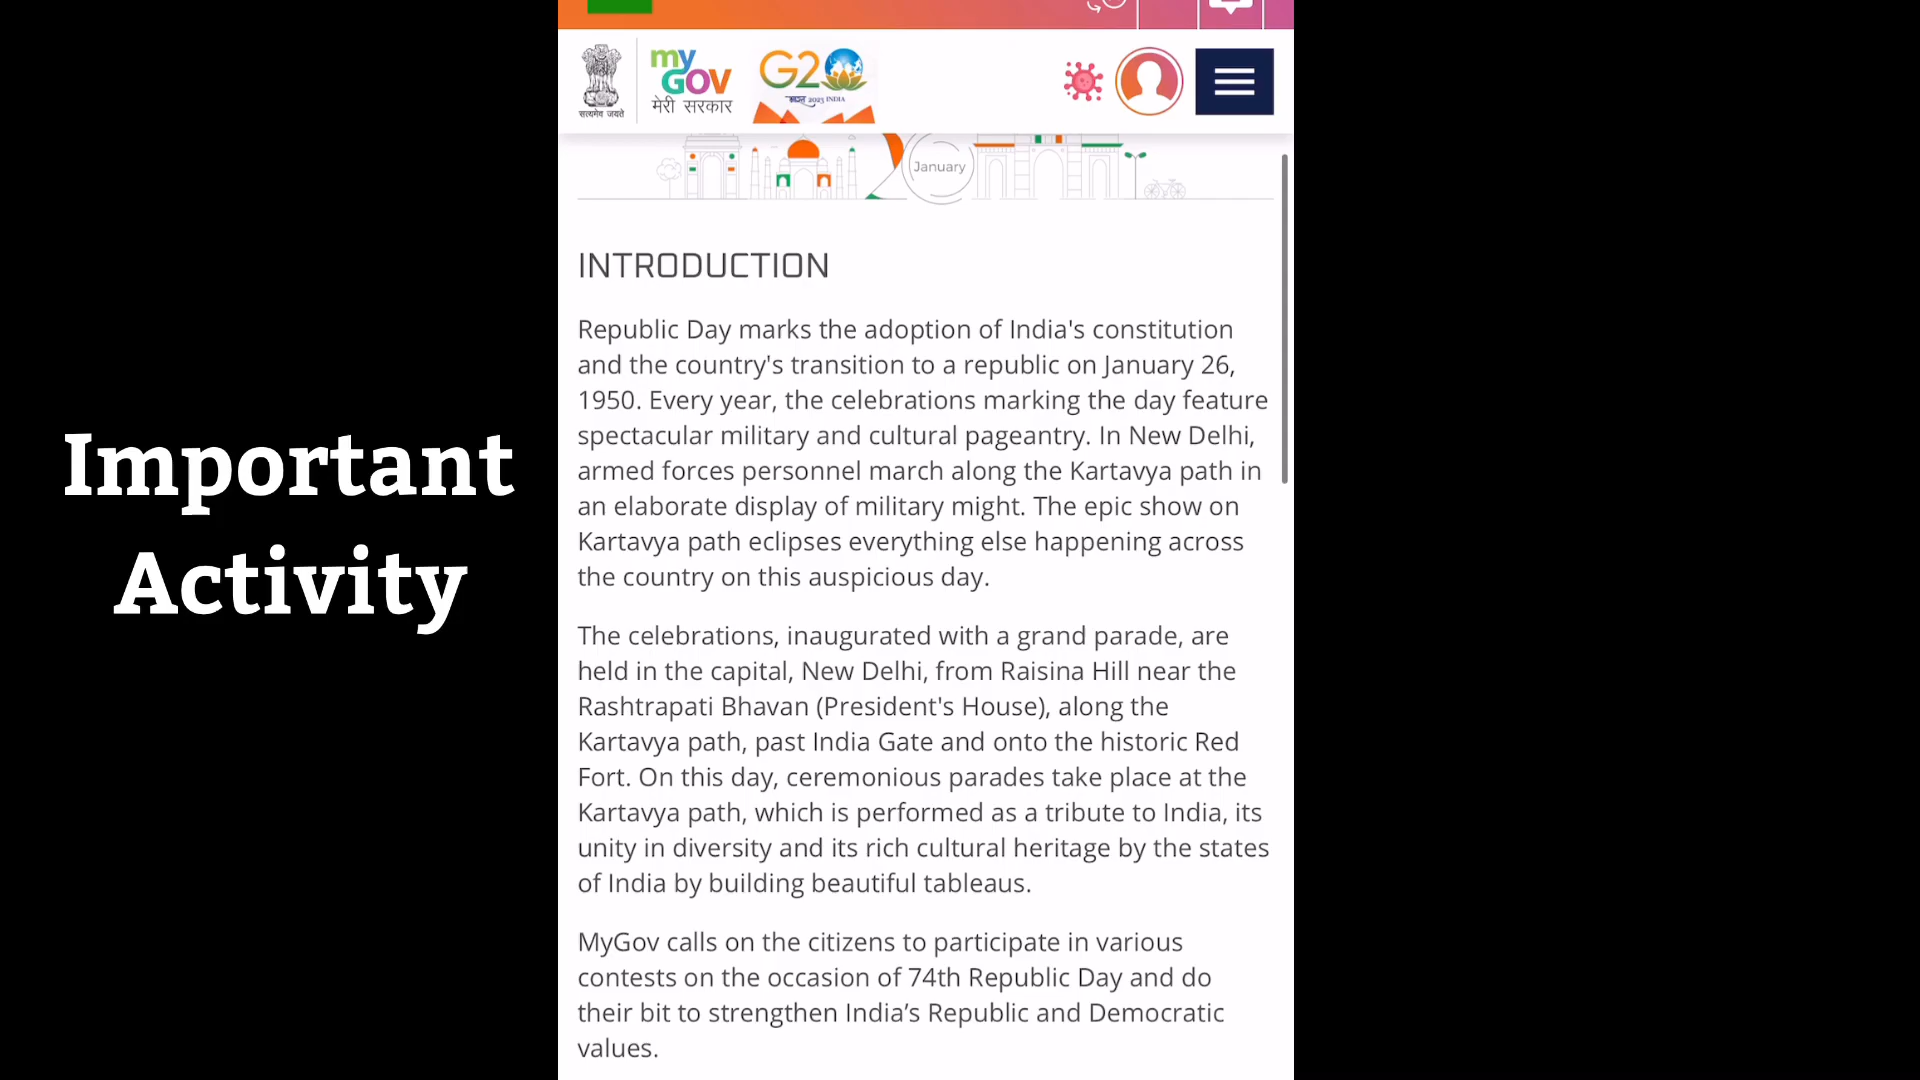 सत्यमेव जयते
my
GOV
मेरी सरकार
G20
भारत 2023 INDIA
January
Important
Activity
INTRODUCTION
Republic Day marks the adoption of India's constitution
and the country's transition to a republic on January 26,
1950. Every year, the celebrations marking the day feature
spectacular military and cultural pageantry. In New Delhi,
armed forces personnel march along the Kartavya path in
an elaborate display of military might. The epic show on
Kartavya path eclipses everything else happening across
the country on this auspicious day.
The celebrations, inaugurated with a grand parade, are
held in the capital, New Delhi, from Raisina Hill near the
Rashtrapati Bhavan (President's House), along the
Kartavya path, past India Gate and onto the historic Red
Fort. On this day, ceremonious parades take place at the
Kartavya path, which is performed as a tribute to India, its
unity in diversity and its rich cultural heritage by the states
of India by building beautiful tableaus.
MyGov calls on the citizens to participate in various
contests on the occasion of 74th Republic Day and do
their bit to strengthen India’s Republic and Democratic
values.